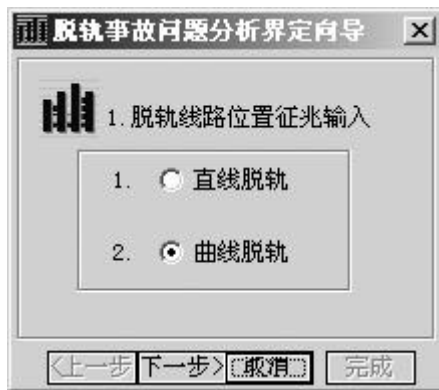 脱轨事故问题分析界定向导
1.脱轨线路位置征兆输入
1. 直线脱轨
2. 曲线脱轨
<上一步 下一步> 取消 完成